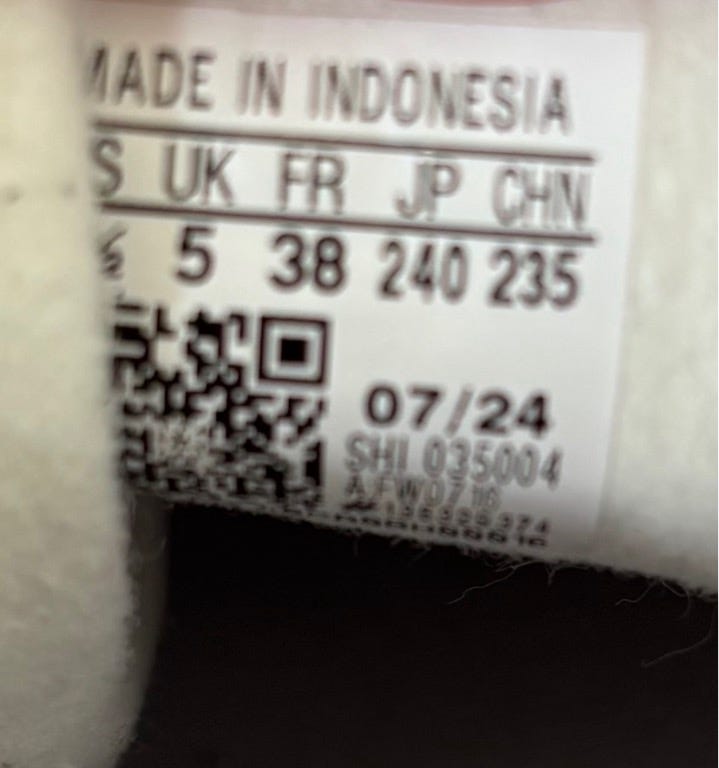 MADE IN INDONESIA
S UK FR JP CHN
5 38 240 235
07/24
SHI 035004